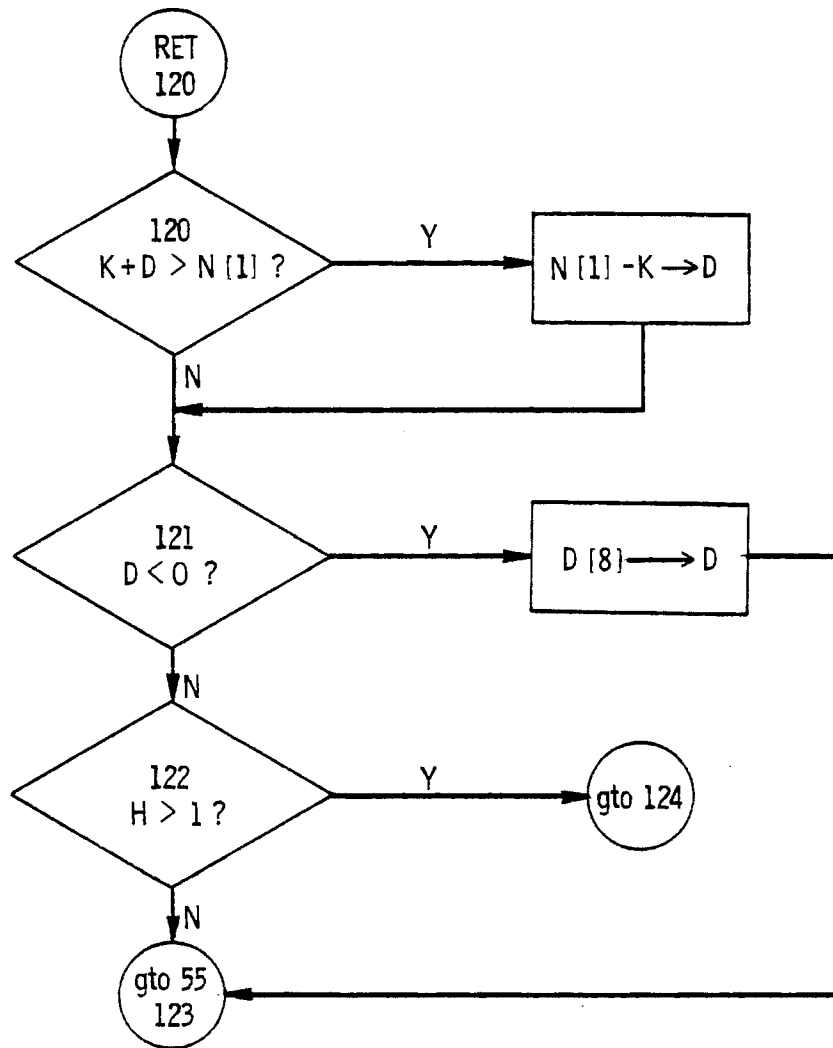 RET
120
120
K+D > N[1] ?
Y
N[1] -K → D
N
121
D < 0 ?
Y
D[8] → D
N
122
H > 1 ?
Y
gto 124
N
gto 55
123